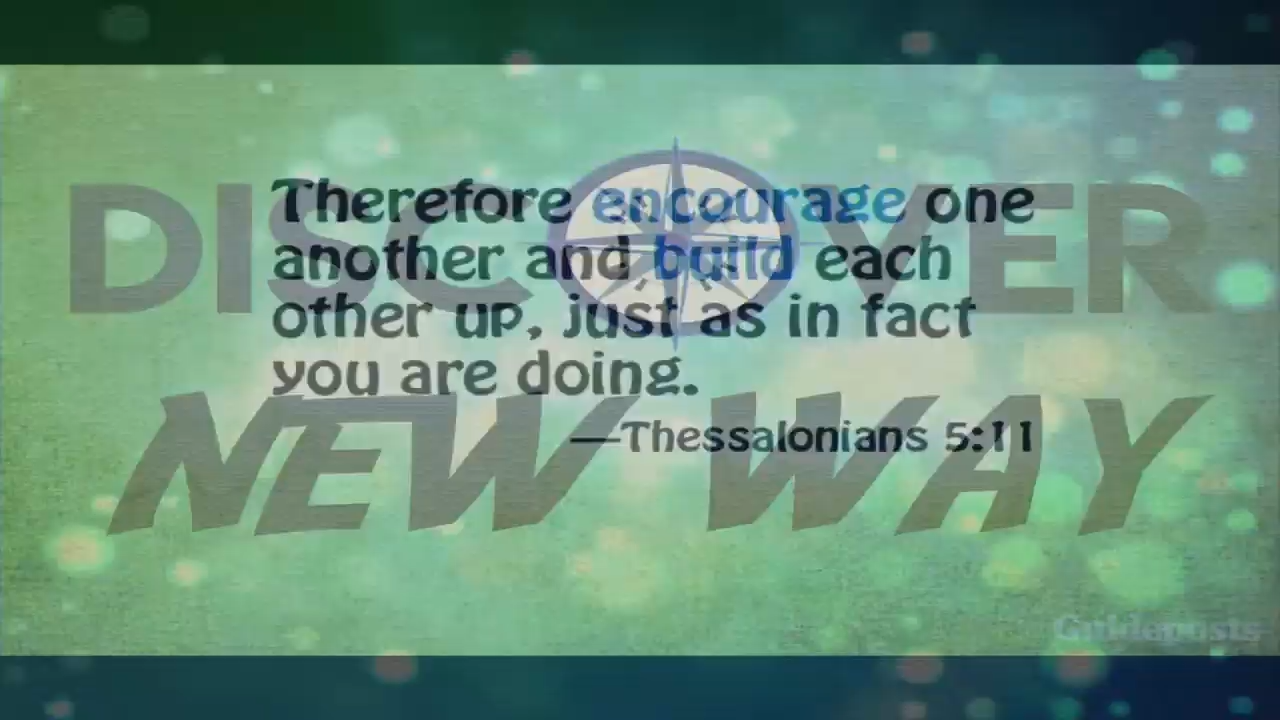 DISCOVER
NEW WAY
Therefore encourage one
another and build each
other up, just as in fact
you are doing.
—Thessalonians 5:11
Guideposts